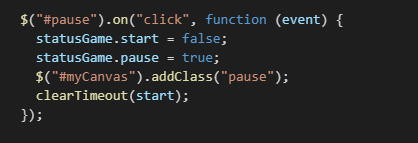 $("#pause").on("click", function (event) {
statusGame.start = false;
statusGame.pause = true;
$("#myCanvas").addClass("pause");
clearTimeout(start);
});